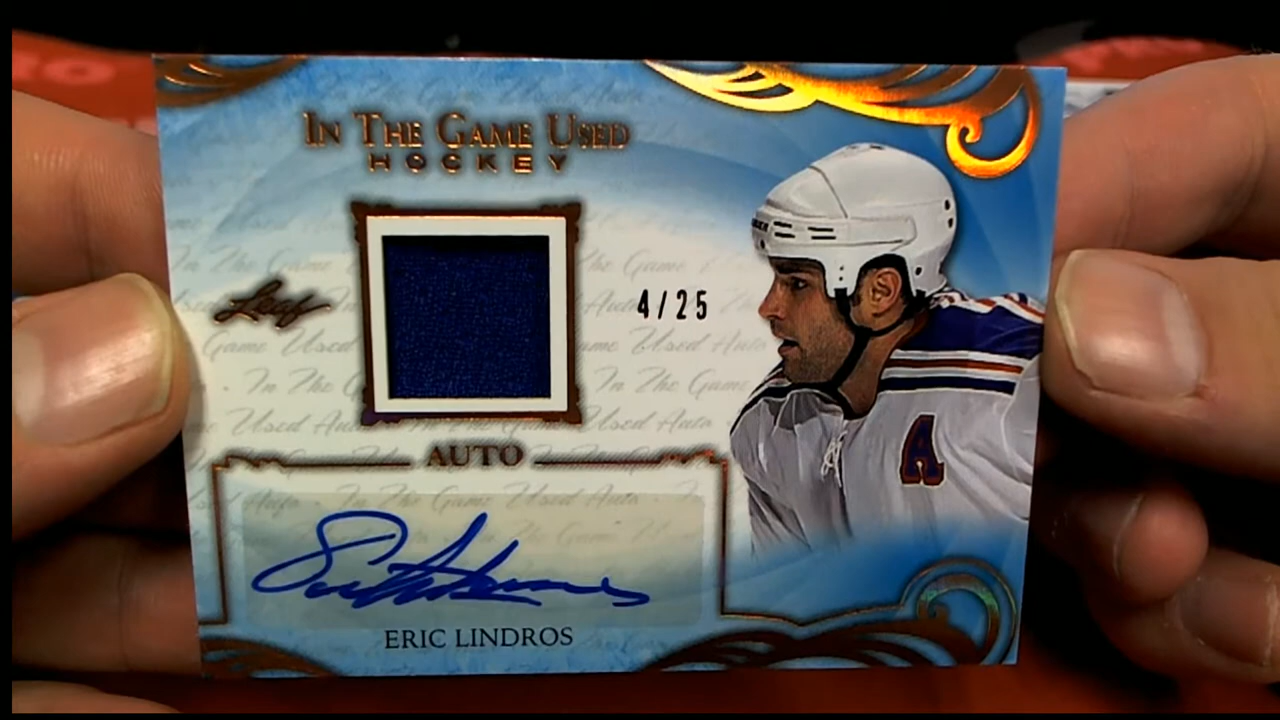 IN THE GAME USED
HOCKEY
Leaf
4/25
A
AUTO
ERIC LINDROS